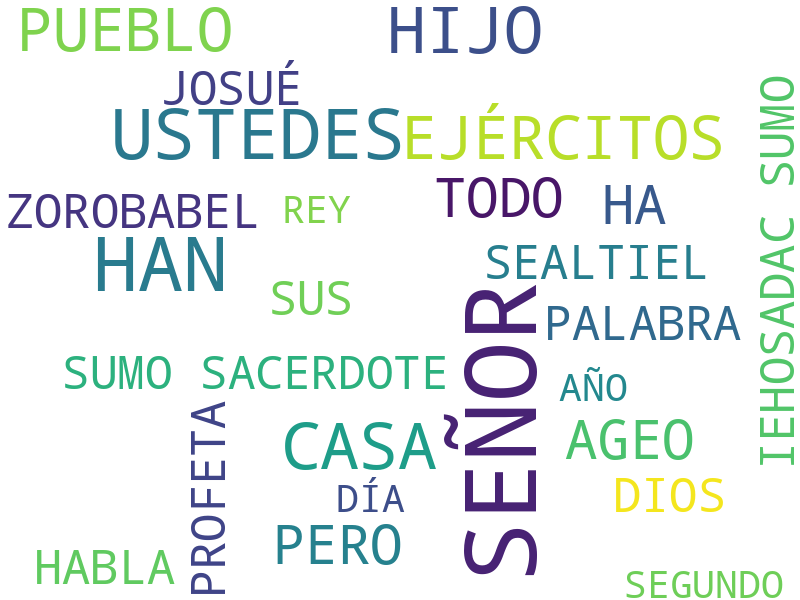 PUEBLO
HIJO
JOSUÉ
USTEDES
EJÉRCITOS
IEHOSADAC SUMO
ZOROBABEL
REY
TODO
HA
HAN
SEALTIEL
SUS
SEÑOR
PALABRA
SUMO SACERDOTE
AÑO
PROFETA
CASA
AGEO
DÍA
DIOS
PERO
HABLA
SEGUNDO